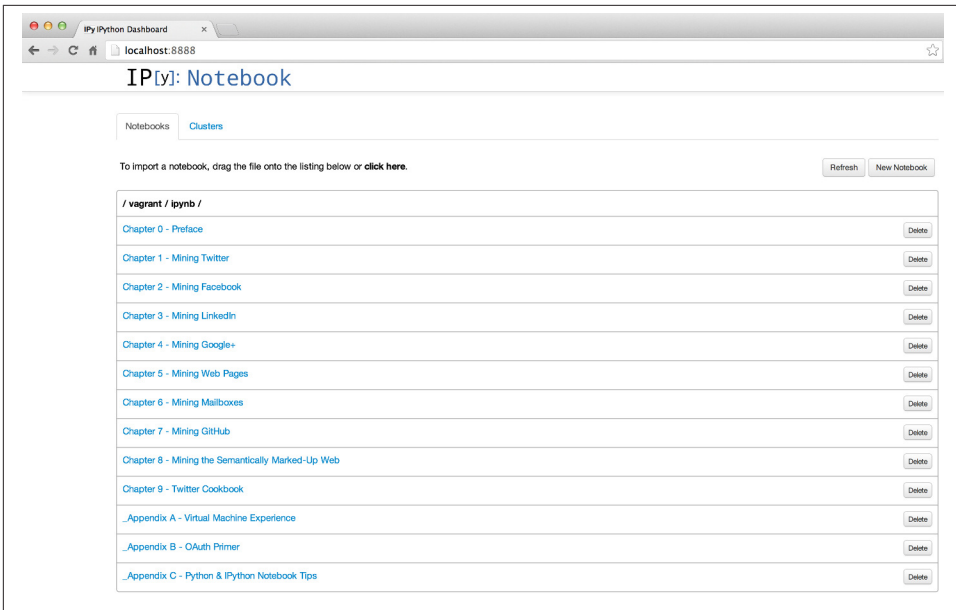 IPy IPython Dashboard ×
localhost:8888
IP[y]: Notebook
Notebooks Clusters
To import a notebook, drag the file onto the listing below or click here. Refresh New Notebook
/ vagrant / ipynb /
Chapter 0 - Preface Delete
Chapter 1 - Mining Twitter Delete
Chapter 2 - Mining Facebook Delete
Chapter 3 - Mining LinkedIn Delete
Chapter 4 - Mining Google+ Delete
Chapter 5 - Mining Web Pages Delete
Chapter 6 - Mining Mailboxes Delete
Chapter 7 - Mining GitHub Delete
Chapter 8 - Mining the Semantically Marked-Up Web Delete
Chapter 9 - Twitter Cookbook Delete
_Appendix A - Virtual Machine Experience Delete
_Appendix B - OAuth Primer Delete
_Appendix C - Python & IPython Notebook Tips Delete